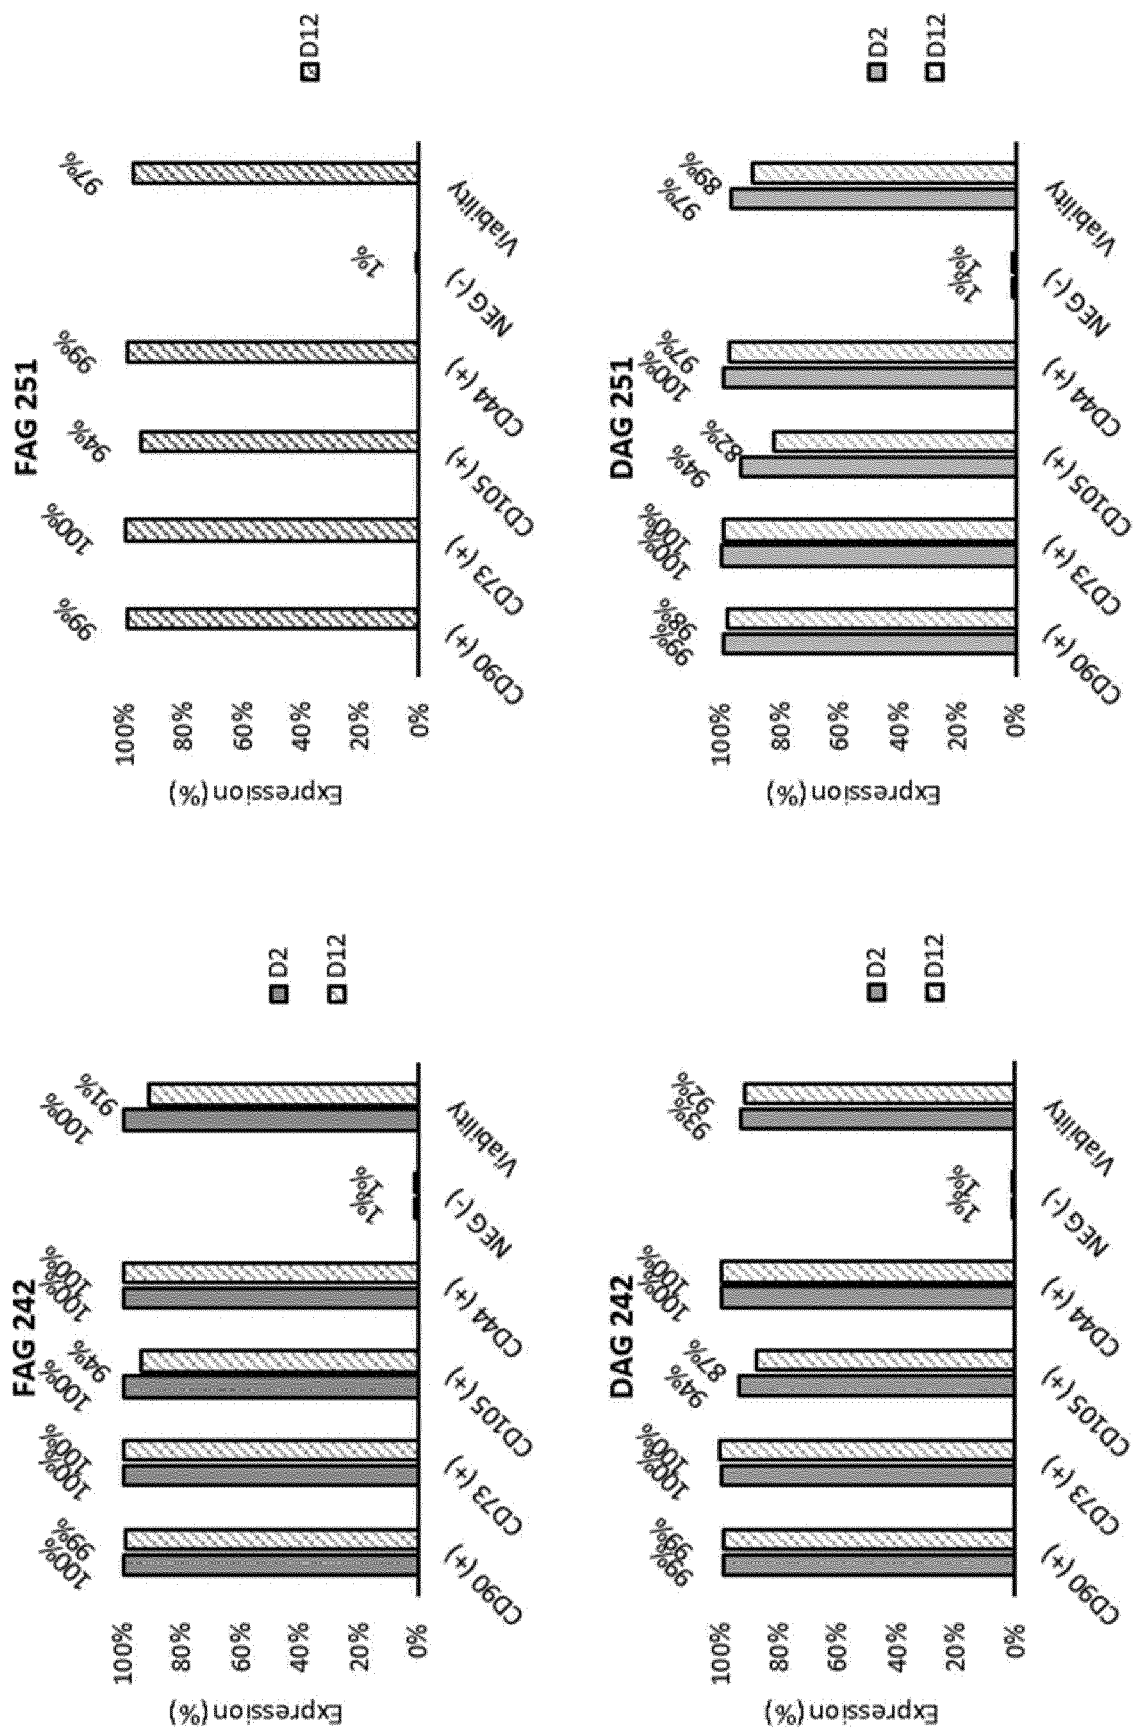 FAG 242
Expression (%)
100%
80%
60%
40%
20%
0%
100%
99%
100%
100%
100%
94%
100%
100%
1%
1%
100%
91%
CD90 (+)
CD73 (+)
CD105 (+)
CD44 (+)
NEG (-)
Viability
D2
D12
FAG 251
Expression (%)
100%
80%
60%
40%
20%
0%
99%
100%
94%
99%
1%
97%
CD90 (+)
CD73 (+)
CD105 (+)
CD44 (+)
NEG (-)
Viability
D12
DAG 242
Expression (%)
100%
80%
60%
40%
20%
0%
99%
99%
100%
100%
94%
87%
100%
100%
1%
1%
93%
92%
CD90 (+)
CD73 (+)
CD105 (+)
CD44 (+)
NEG (-)
Viability
D2
D12
DAG 251
Expression (%)
100%
80%
60%
40%
20%
0%
99%
98%
100%
100%
94%
82%
100%
97%
1%
1%
97%
89%
CD90 (+)
CD73 (+)
CD105 (+)
CD44 (+)
NEG (-)
Viability
D2
D12